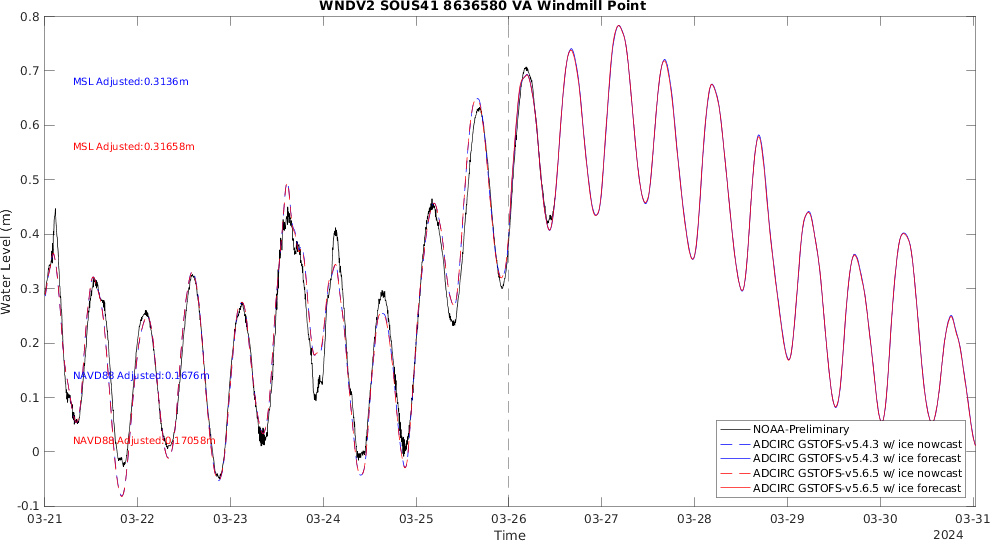 WNDV2 SOUS41 8636580 VA Windmill Point
0.8
0.7
0.6
0.5
0.4
0.3
0.2
0.1
0
-0.1
Water Level (m)
MSL Adjusted:0.3136m
MSL Adjusted:0.31658m
NAVD88 Adjusted:0.1676m
NAVD88 Adjusted:0.17058m
NOAA-Preliminary
ADCIRC GSTOFS-v5.4.3 w/ ice nowcast
ADCIRC GSTOFS-v5.4.3 w/ ice forecast
ADCIRC GSTOFS-v5.6.5 w/ ice nowcast
ADCIRC GSTOFS-v5.6.5 w/ ice forecast
03-21 03-22 03-23 03-24 03-25 03-26 03-27 03-28 03-29 03-30 03-31
Time
2024